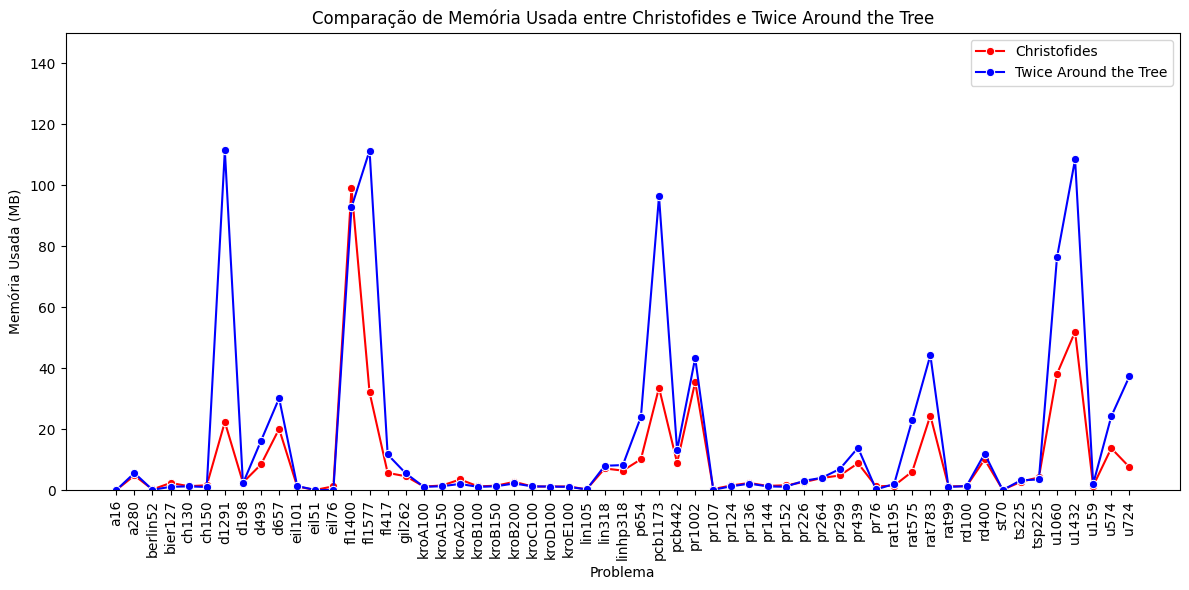 Comparação de Memória Usada entre Christofides e Twice Around the Tree
Christofides
Twice Around the Tree
Memória Usada (MB)
140
120
100
80
60
40
20
0
a16
a280
berlin52
bier127
ch130
ch150
d1291
d198
d493
d657
eil101
eil51
eil76
fl1400
fl1577
fl417
gil262
kroA100
kroA150
kroA200
kroB100
kroB150
kroB200
kroC100
kroD100
kroE100
lin105
lin318
linhp318
p654
pcb1173
pcb442
pr1002
pr107
pr124
pr136
pr144
pr152
pr226
pr264
pr299
pr439
pr76
rat195
rat575
rat783
rat99
rd100
rd400
st70
ts225
tsp225
u1060
u1432
u159
u574
u724
Problema